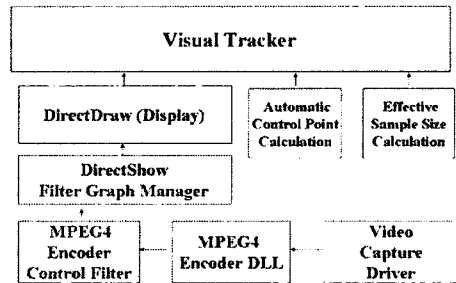 Visual Tracker
DirectDraw (Display)
Automatic
Control Point
Calculation
Effective
Sample Size
Calculation
DirectShow
Filter Graph Manager
MPEG4
Encoder
Control Filter
MPEG4
Encoder DLL
Video
Capture
Driver